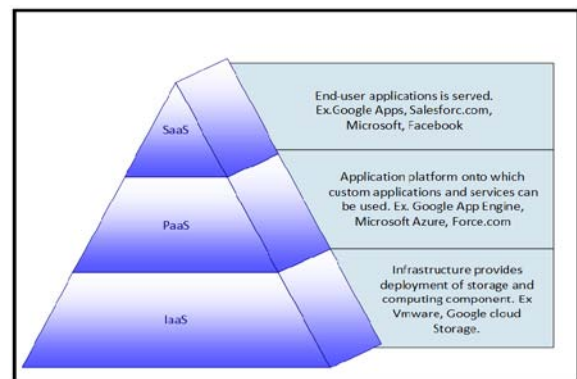 SaaS
End-user applications is served.
Ex.Google Apps, Salesforc.com,
Microsoft, Facebook
PaaS
Application platform onto which
custom applications and services can
be used. Ex. Google App Engine,
Microsoft Azure, Force.com
IaaS
Infrastructure provides
deployment of storage and
computing component. Ex
Vmware, Google cloud
Storage.